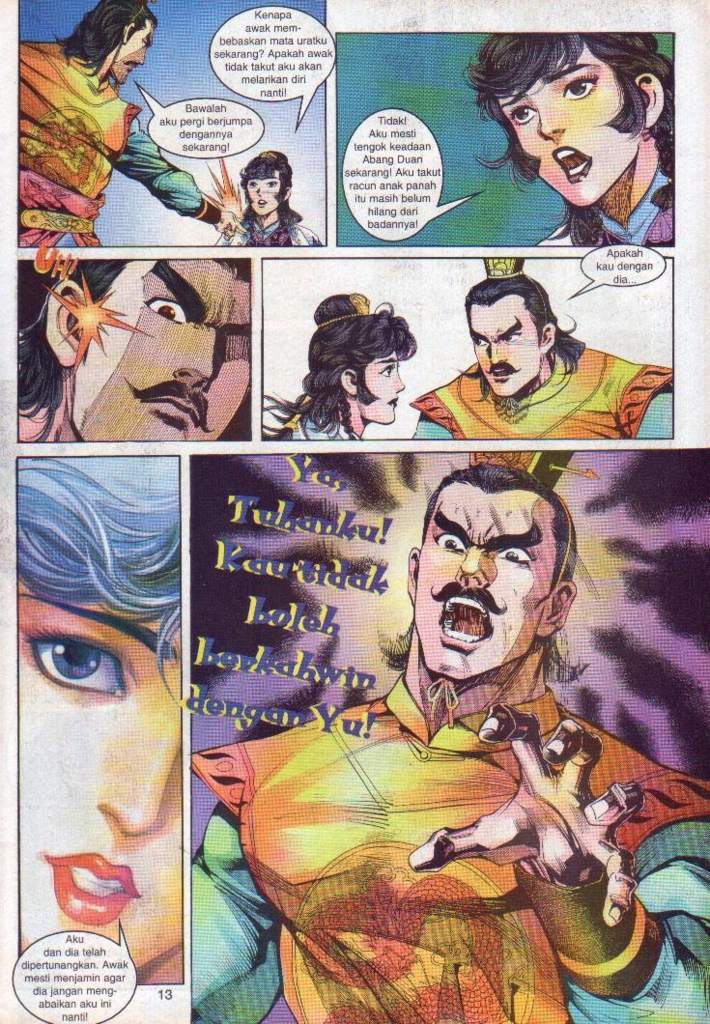 Kenapa
awak mem-
bebaskan mata uratku
sekarang? Apakah awak
tidak takut aku akan
melarikan diri
nanti!
Bawalah
aku pergi berjumpa
dengannya
sekarang!
Tidak!
Aku mesti
tengok keadaan
Abang Duan
sekarang! Aku takut
racun anak panah
itu masih belum
hilang dari
badannya!
UH!
Apakah
kau dengan
dia...
Ya,
Tuhanku!
Kau tidak
boleh
berkahwin
dengan Yu!
Aku
dan dia telah
dipertunangkan. Awak
mesti menjamin agar
dia jangan meng-
abaikan aku ini
nanti!
13